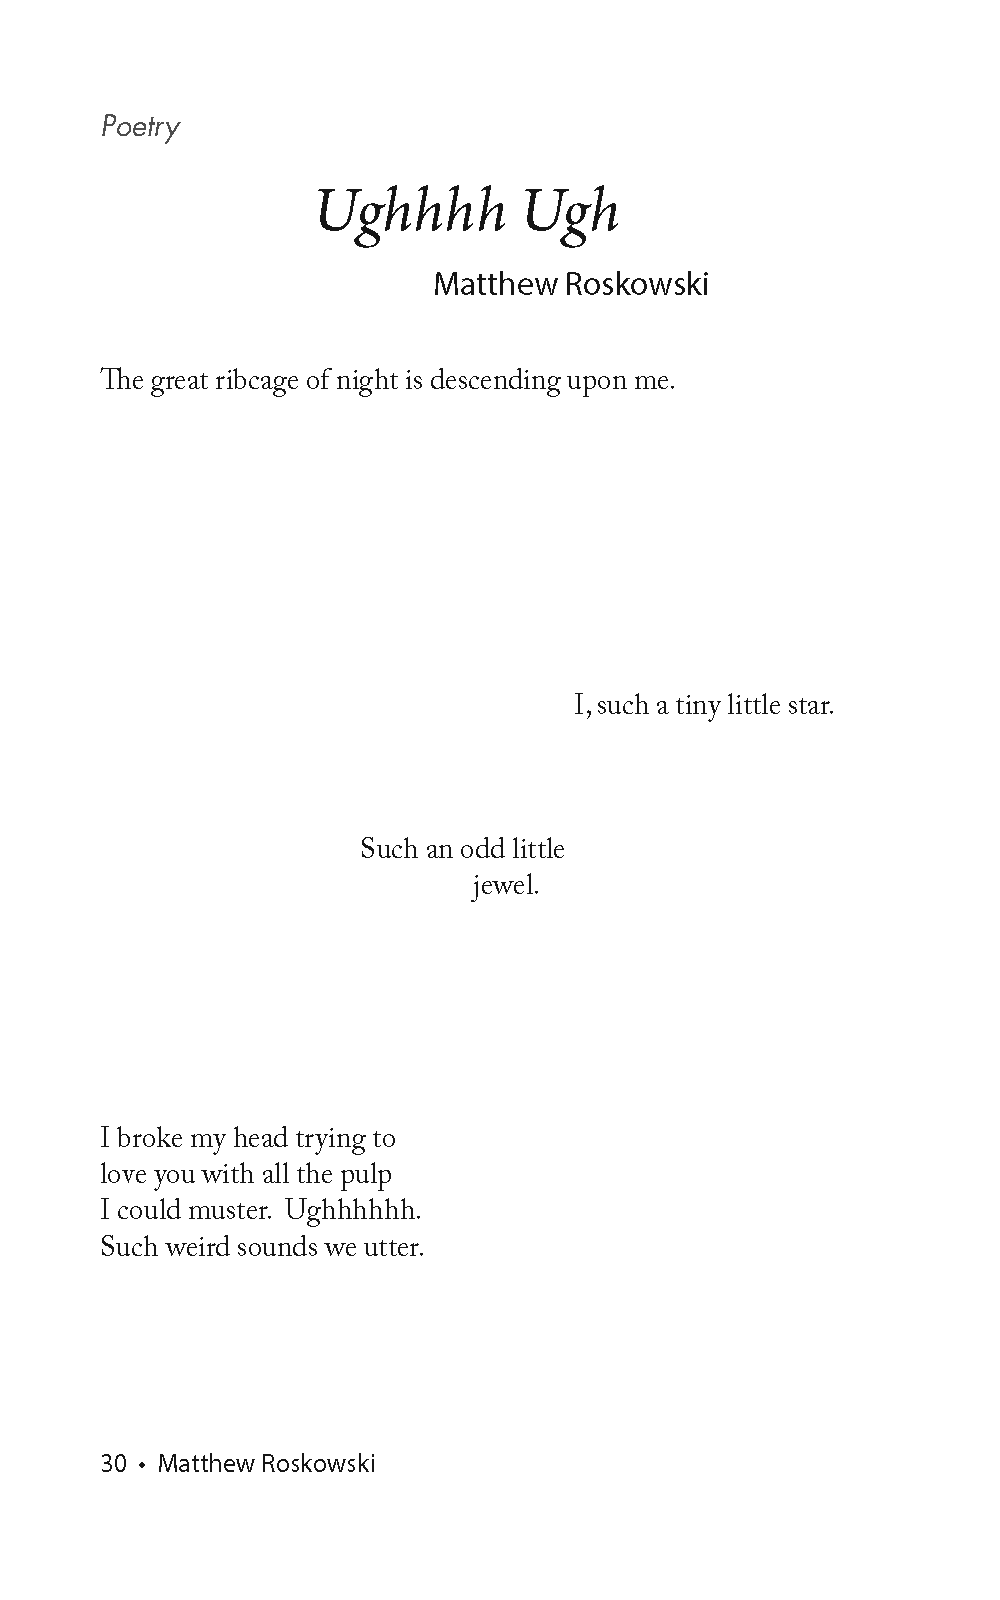 Poetry
Ughhhh Ugh
Matthew Roskowski
The great ribcage of night is descending upon me.
I, such a tiny little star.
Such an odd little
jewel.
I broke my head trying to
love you with all the pulp
I could muster.  Ughhhhhh.
Such weird sounds we utter.
30 • Matthew Roskowski